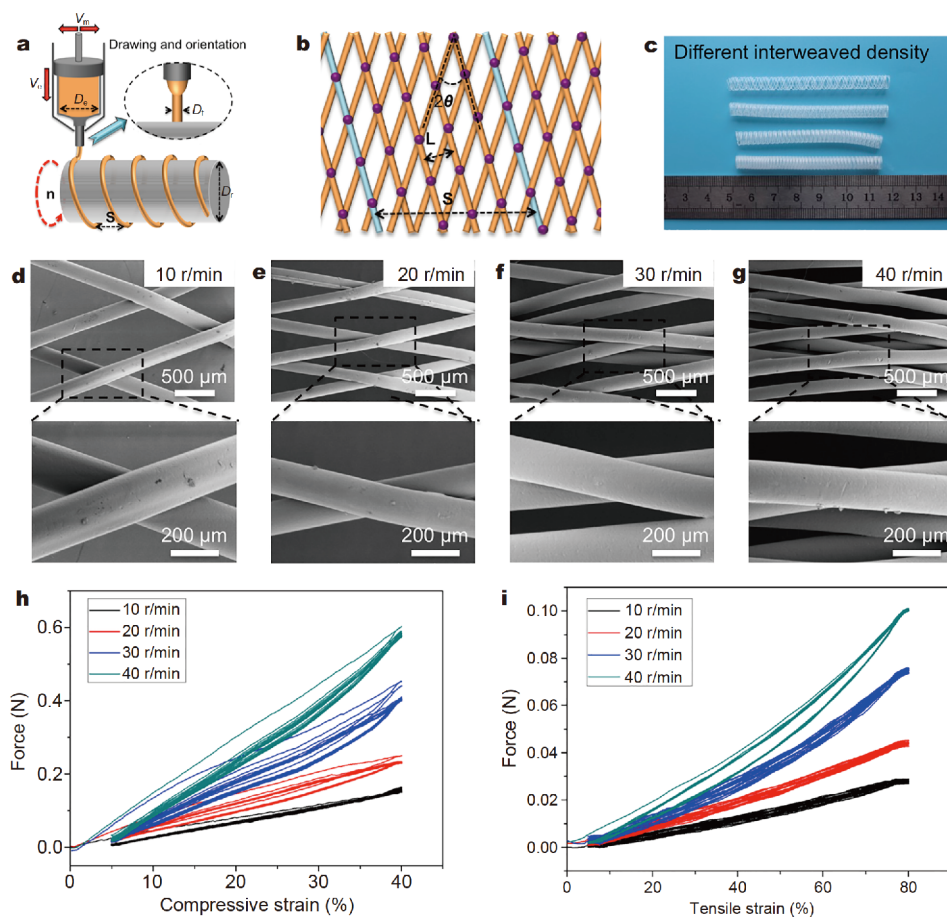 a
V_m
Drawing and orientation
D_e
D_f
n
S
b
2θ
L
S
c
Different interweaved density
1 2 3 4 5 6 7 8 9 10 11 12 13 14
d
10 r/min
500 µm
200 µm
e
20 r/min
500 µm
200 µm
f
30 r/min
500 µm
200 µm
g
40 r/min
500 µm
200 µm
h
10 r/min
20 r/min
30 r/min
40 r/min
Force (N)
0.6
0.4
0.2
0.0
0 10 20 30 40
Compressive strain (%)
i
10 r/min
20 r/min
30 r/min
40 r/min
Force (N)
0.10
0.08
0.06
0.04
0.02
0.00
0 20 40 60 80
Tensile strain (%)